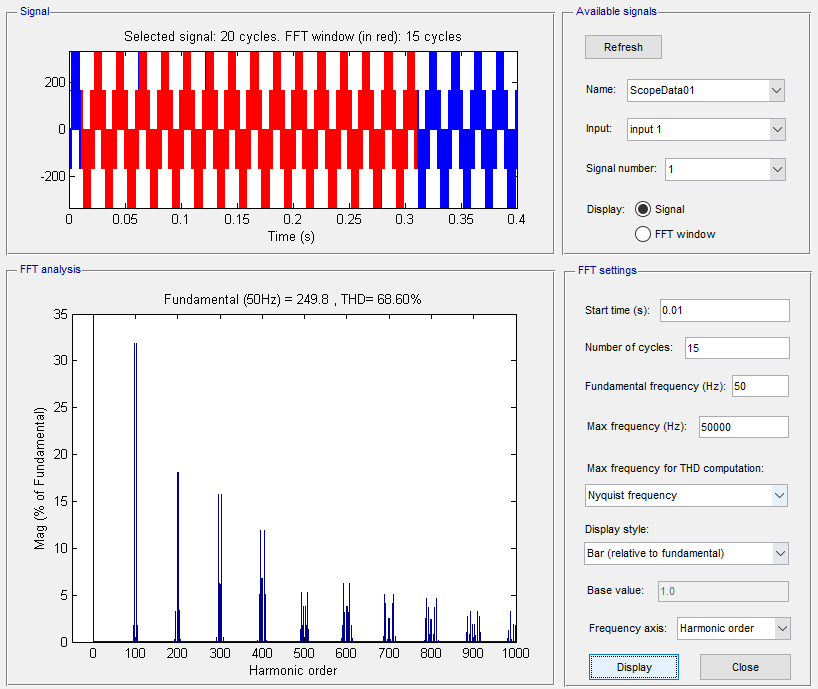 Signal
Selected signal: 20 cycles. FFT window (in red): 15 cycles
200
0
-200
0 0.05 0.1 0.15 0.2 0.25 0.3 0.35 0.4
Time (s)
Available signals
Refresh
Name: ScopeData01
Input: input 1
Signal number: 1
Display: Signal
FFT window
FFT analysis
Fundamental (50Hz) = 249.8 , THD= 68.60%
35
30
25
20
15
10
5
0
Mag (% of Fundamental)
0 100 200 300 400 500 600 700 800 900 1000
Harmonic order
FFT settings
Start time (s): 0.01
Number of cycles: 15
Fundamental frequency (Hz): 50
Max frequency (Hz): 50000
Max frequency for THD computation:
Nyquist frequency
Display style:
Bar (relative to fundamental)
Base value: 1.0
Frequency axis: Harmonic order
Display Close